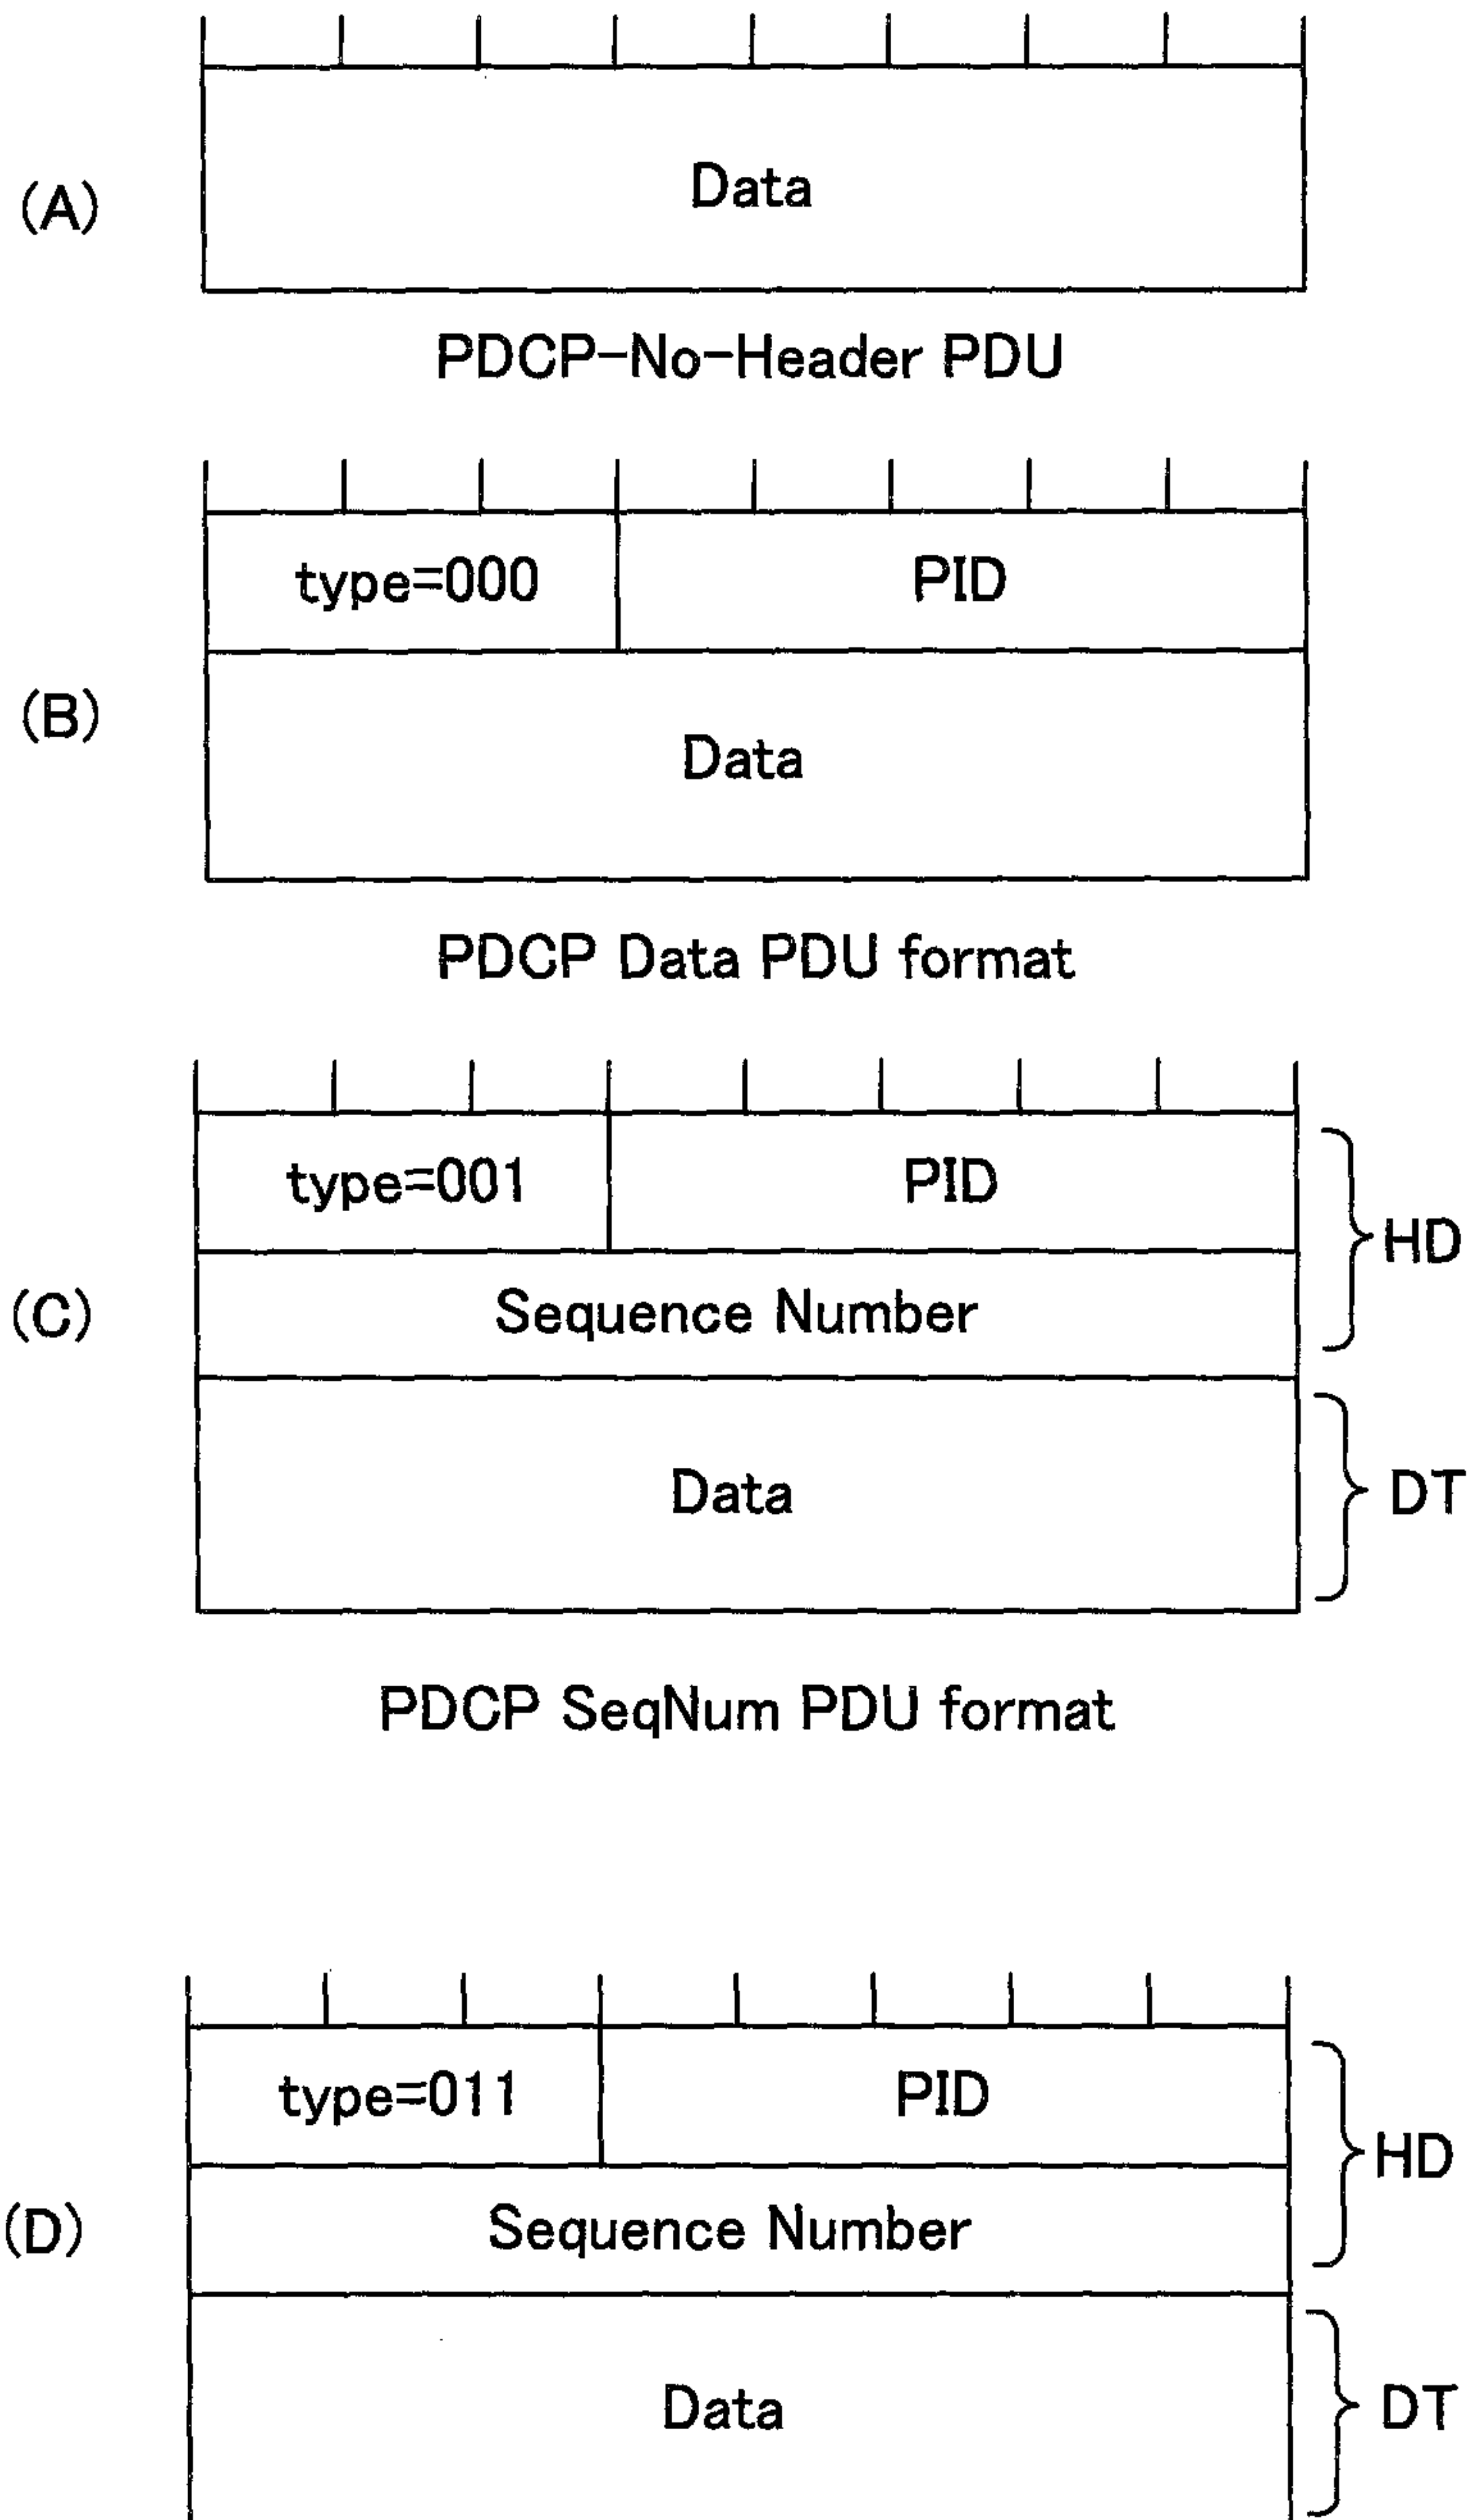 (A)
Data
PDCP-No-Header PDU
(B)
type=000 PID
Data
PDCP Data PDU format
(C)
type=001 PID
HD
Sequence Number
Data
DT
PDCP SeqNum PDU format
(D)
type=011 PID
HD
Sequence Number
Data
DT